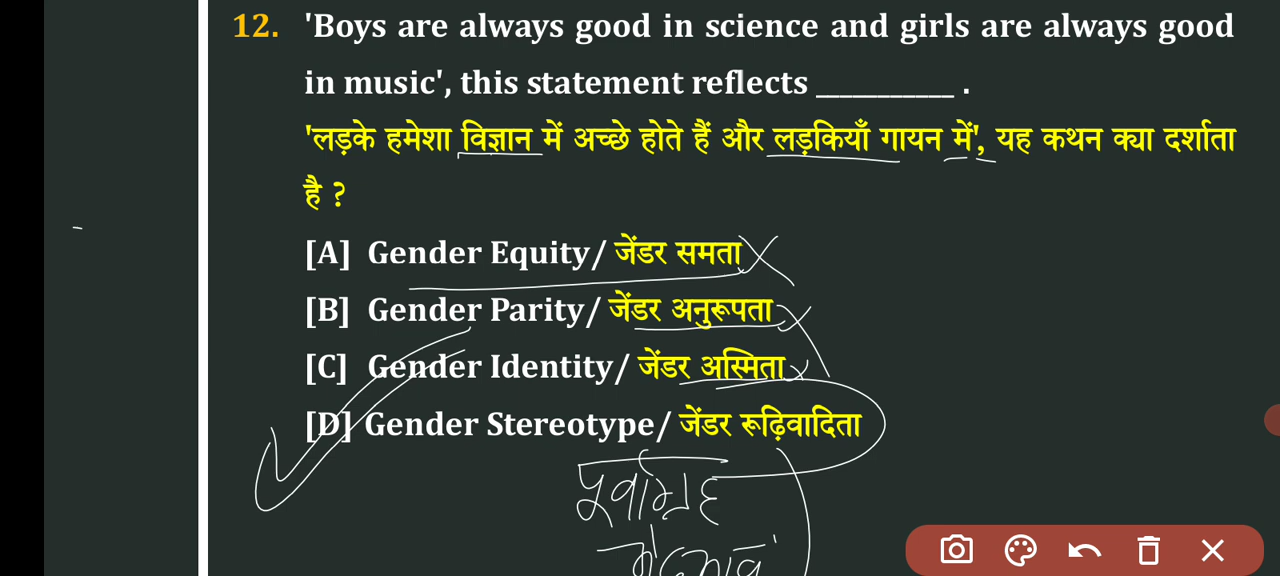 12. 'Boys are always good in science and girls are always good
in music', this statement reflects ___________ .
'लड़के हमेशा विज्ञान में अच्छे होते हैं और लड़कियाँ गायन में', यह कथन क्या दर्शाता
है ?
[A] Gender Equity/ जेंडर समता
[B] Gender Parity/ जेंडर अनुरूपता
[C] Gender Identity/ जेंडर अस्मिता
[D] Gender Stereotype/ जेंडर रूढ़िवादिता
पूर्वाग्रह